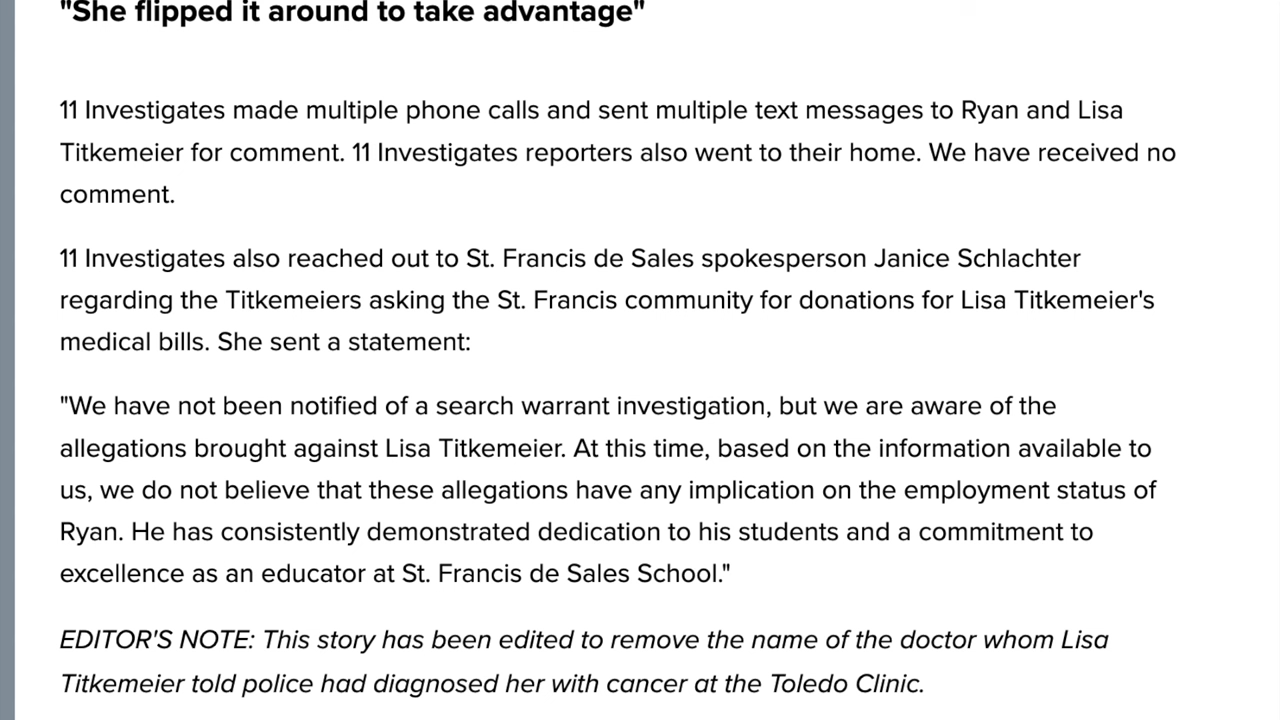 "She flipped it around to take advantage"
11 Investigates made multiple phone calls and sent multiple text messages to Ryan and Lisa
Titkemeier for comment. 11 Investigates reporters also went to their home. We have received no
comment.
11 Investigates also reached out to St. Francis de Sales spokesperson Janice Schlachter
regarding the Titkemeiers asking the St. Francis community for donations for Lisa Titkemeier's
medical bills. She sent a statement:
"We have not been notified of a search warrant investigation, but we are aware of the
allegations brought against Lisa Titkemeier. At this time, based on the information available to
us, we do not believe that these allegations have any implication on the employment status of
Ryan. He has consistently demonstrated dedication to his students and a commitment to
excellence as an educator at St. Francis de Sales School."
EDITOR'S NOTE: This story has been edited to remove the name of the doctor whom Lisa
Titkemeier told police had diagnosed her with cancer at the Toledo Clinic.